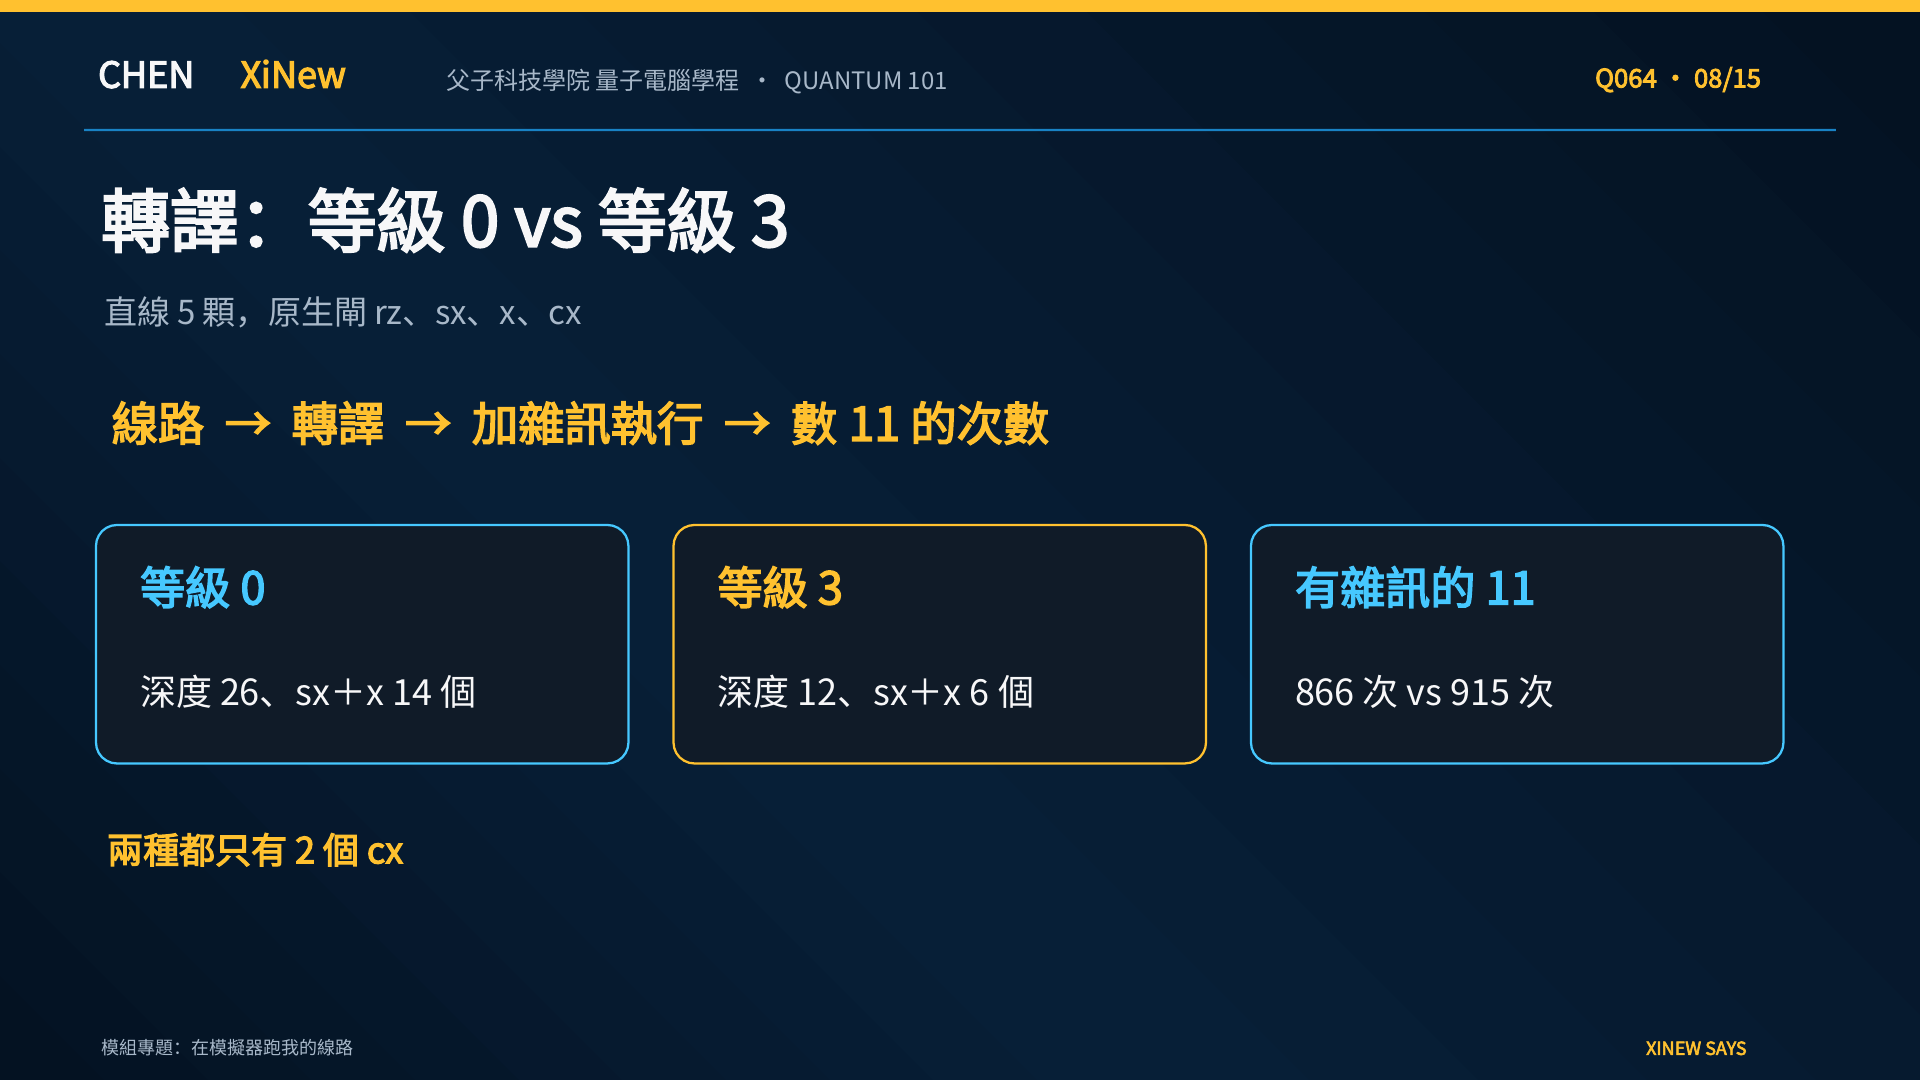 CHEN XiNew 父子科技學院 量子電腦學程 • QUANTUM 101 Q064 • 08/15
轉譯：等級 0 vs 等級 3
直線 5 顆，原生閘 rz、sx、x、cx
線路 → 轉譯 → 加雜訊執行 → 數 11 的次數
等級 0
深度 26、sx＋x 14 個
等級 3
深度 12、sx＋x 6 個
有雜訊的 11
866 次 vs 915 次
兩種都只有 2 個 cx
模組專題：在模擬器跑我的線路
XINEW SAYS